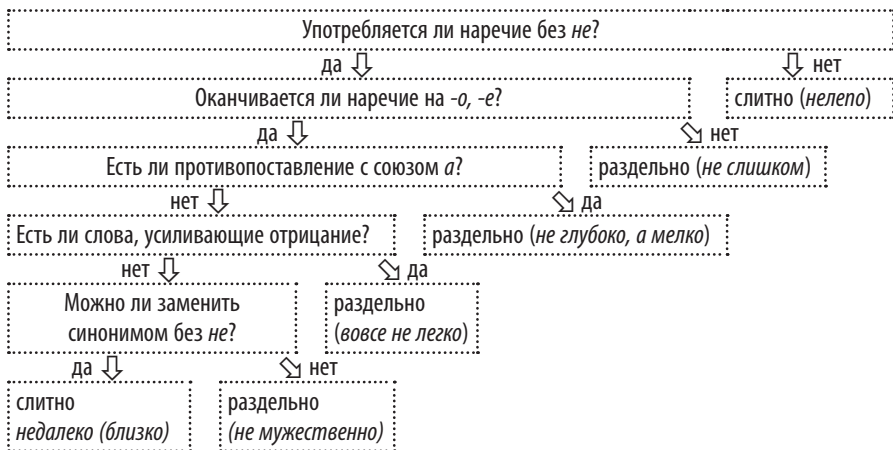 Употребляется ли наречие без не?
да нет
Оканчивается ли наречие на -о, -е?
слитно (нелепо)
да нет
Есть ли противопоставление с союзом а?
раздельно (не слишком)
нет да
Есть ли слова, усиливающие отрицание?
раздельно (не глубоко, а мелко)
нет да
Можно ли заменить
синонимом без не?
раздельно
(вовсе не легко)
да нет
слитно
недалеко (близко)
раздельно
(не мужественно)